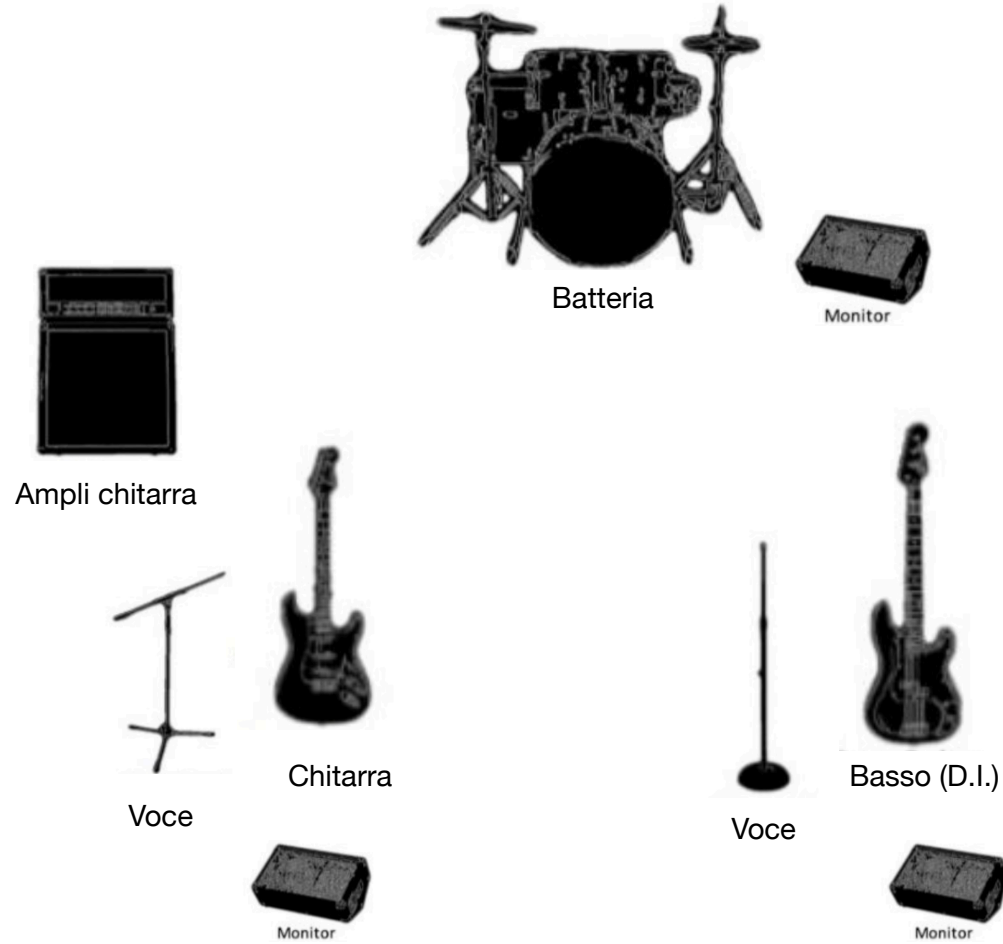 Batteria
Monitor
Ampli chitarra
Chitarra
Basso (D.I.)
Voce
Voce
Monitor
Monitor